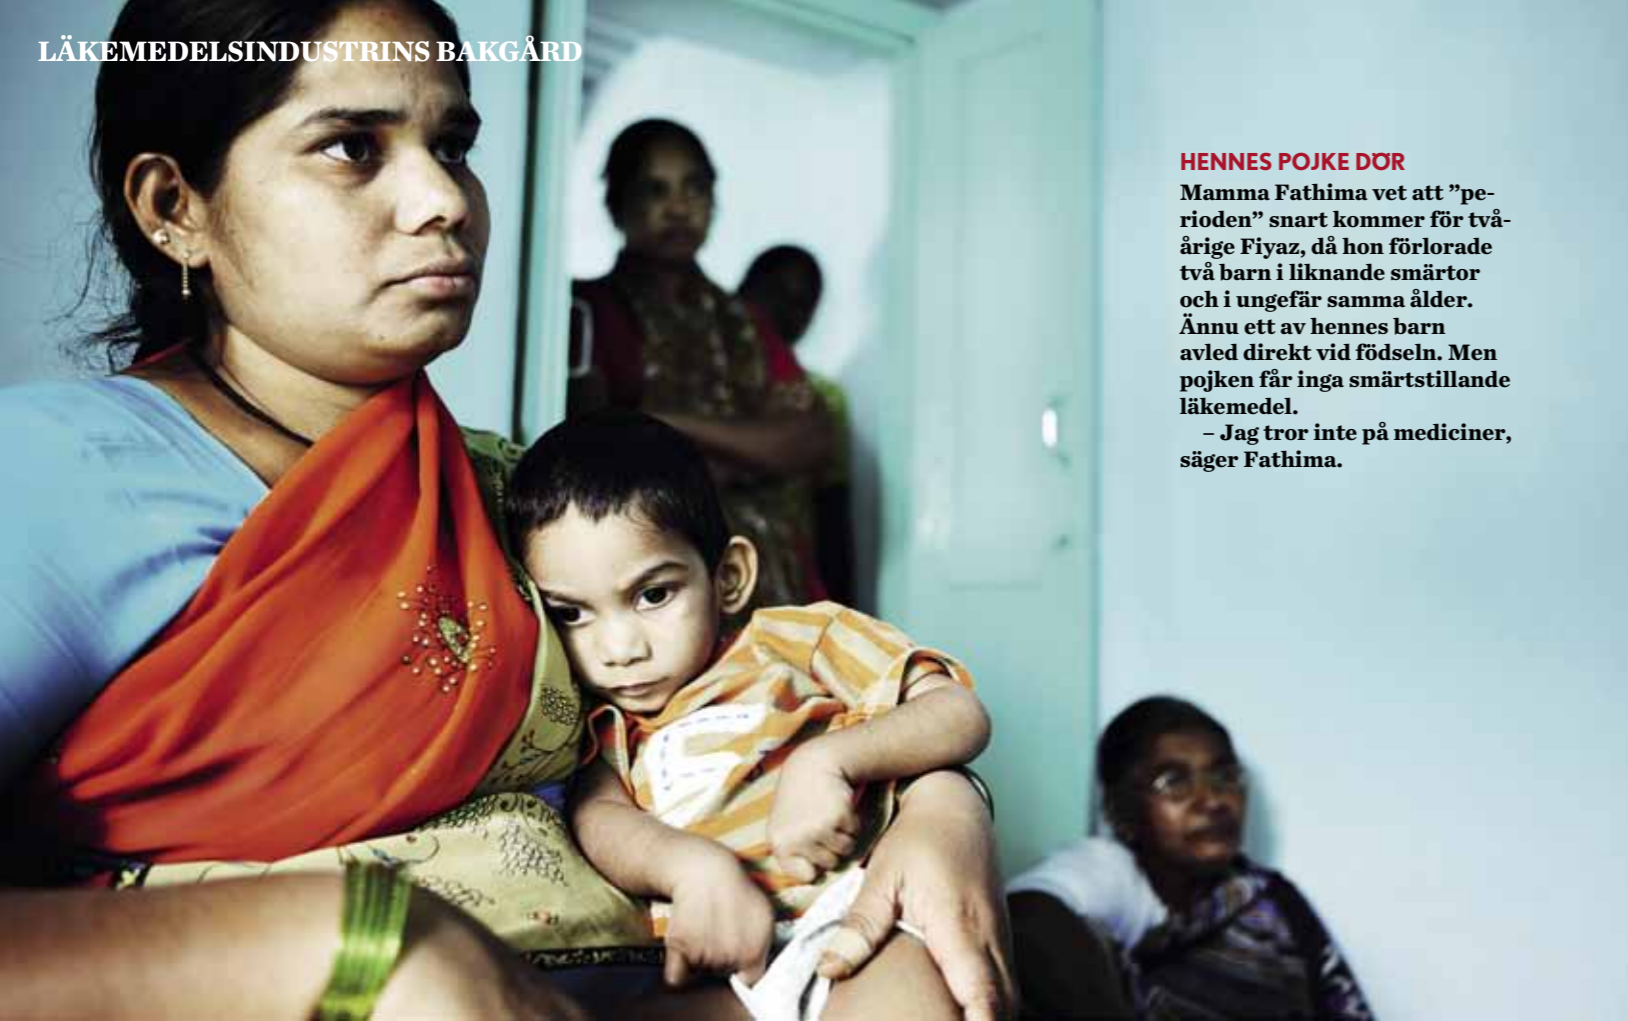 LÄKEMEDELSINDUSTRINS BAKGÅRD
HENNES POJKE DÖR
Mamma Fathima vet att ”pe-
rioden” snart kommer för två-
årige Fiyaz, då hon förlorade
två barn i liknande smärtor
och i ungefär samma ålder.
Ännu ett av hennes barn
avled direkt vid födseln. Men
pojken får inga smärtstillande
läkemedel.
– Jag tror inte på mediciner,
säger Fathima.